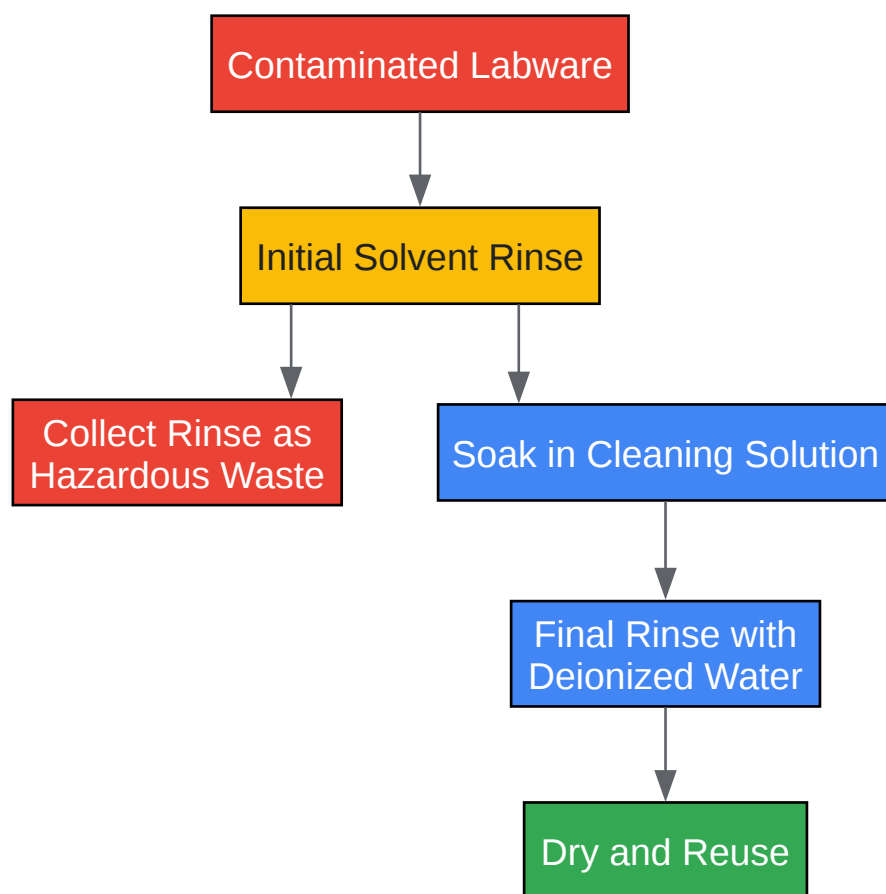 Contaminated Labware
Initial Solvent Rinse
Collect Rinse as
Hazardous Waste
Soak in Cleaning Solution
Final Rinse with
Deionized Water
Dry and Reuse